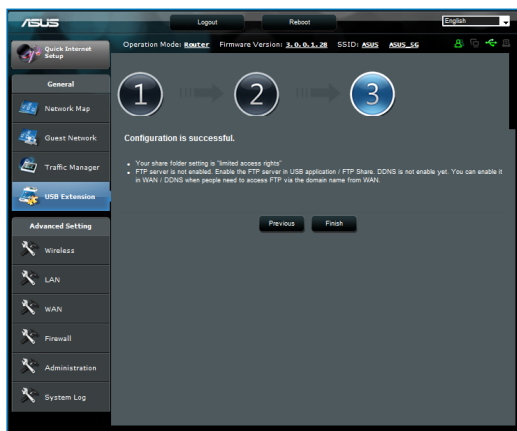 ASUS
Logout
Reboot
English
Quick Internet Setup
Operation Mode: Router Firmware Version: 3.0.0.1.28 SSID: ASUS ASUS_5G
General
Network Map
Guest Network
Traffic Manager
USB Extension
Advanced Setting
Wireless
LAN
WAN
Firewall
Administration
System Log
1
2
3
Configuration is successful.
Your share folder setting is "limited access rights"
FTP server is not enabled. Enable the FTP server in USB application / FTP Share. DDNS is not enable yet. You can enable it
in WAN / DDNS when people need to access FTP via the domain name from WAN.
Previous
Finish